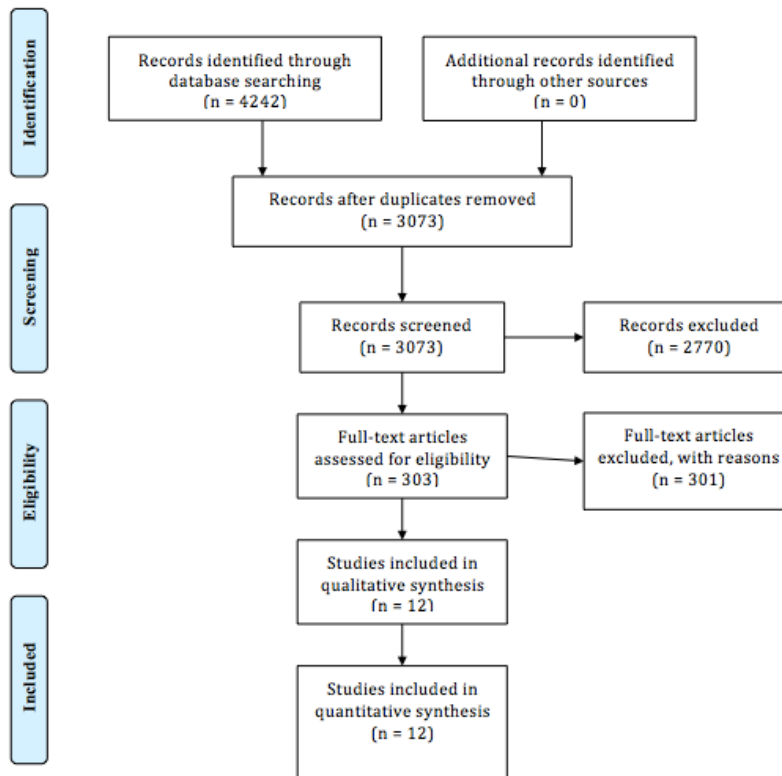 Identification
Records identified through
database searching
(n = 4242)
Additional records identified
through other sources
(n = 0)
Records after duplicates removed
(n = 3073)
Screening
Records screened
(n = 3073)
Records excluded
(n = 2770)
Eligibility
Full-text articles
assessed for eligibility
(n = 303)
Full-text articles
excluded, with reasons
(n = 301)
Studies included in
qualitative synthesis
(n = 12)
Included
Studies included in
quantitative synthesis
(n = 12)